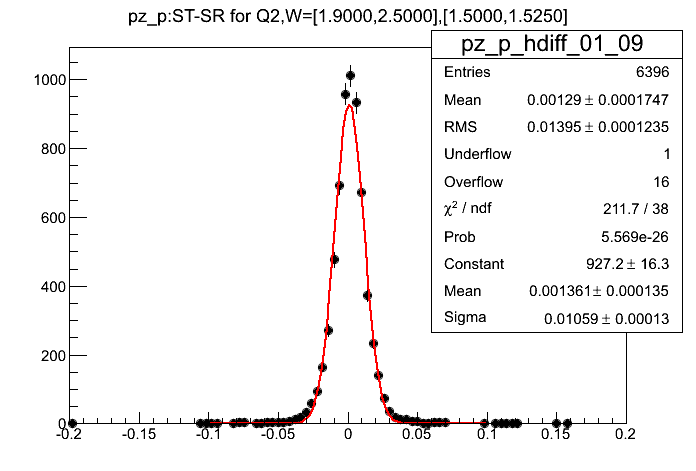 pz_p:ST-SR for Q2,W=[1.9000,2.5000],[1.5000,1.5250]
pz_p_hdiff_01_09
Entries 6396
Mean 0.00129 ± 0.0001747
RMS 0.01395 ± 0.0001235
Underflow 1
Overflow 16
χ² / ndf 211.7 / 38
Prob 5.569e-26
Constant 927.2 ± 16.3
Mean 0.001361 ± 0.000135
Sigma 0.01059 ± 0.00013
1000
800
600
400
200
0
-0.2 -0.15 -0.1 -0.05 0 0.05 0.1 0.15 0.2